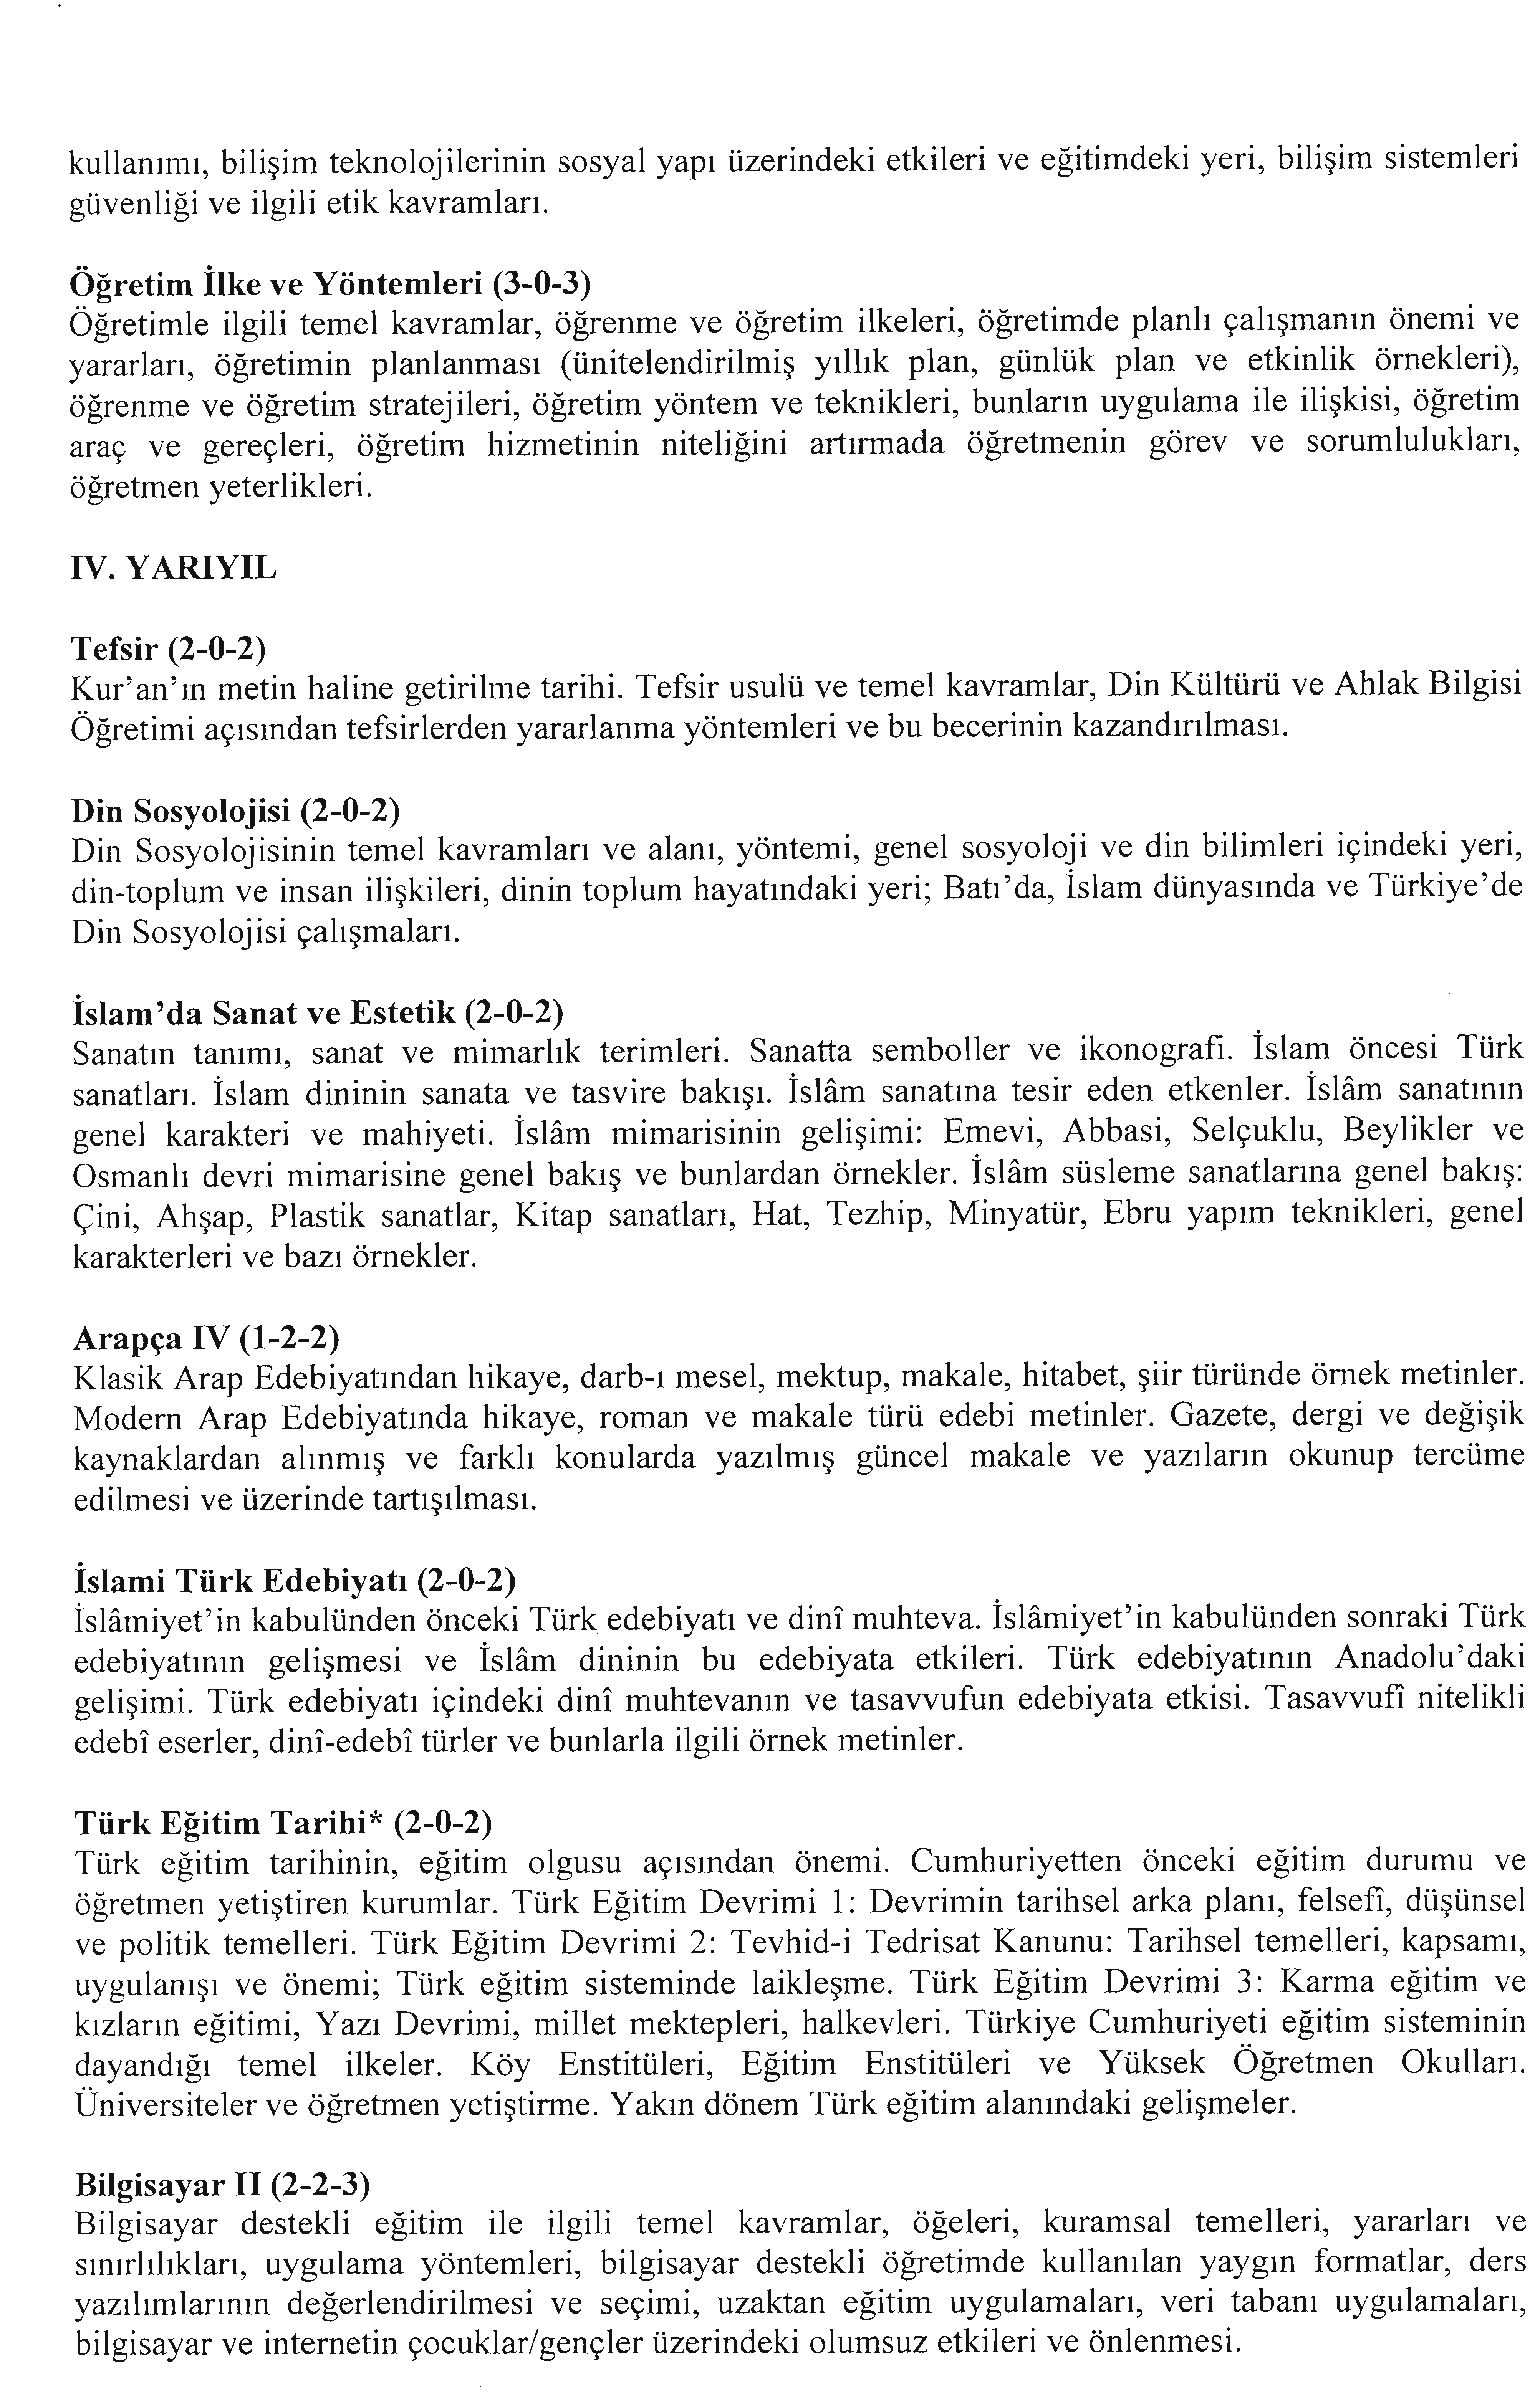 kullanımı, bilişim teknolojilerinin sosyal yapı üzerindeki etkileri ve eğitimdeki yeri, bilişim sistemleri
güvenliği ve ilgili etik kavramları.
Öğretim İlke ve Yöntemleri (3-0-3)
Öğretimle ilgili temel kavramlar, öğrenme ve öğretim ilkeleri, öğretimde planlı çalışmanın önemi ve
yararları, öğretimin planlanması (ünitelendirilmiş yıllık plan, günlük plan ve etkinlik örnekleri),
öğrenme ve öğretim stratejileri, öğretim yöntem ve teknikleri, bunların uygulama ile ilişkisi, öğretim
araç ve gereçleri, öğretim hizmetinin niteliğini artırmada öğretmenin görev ve sorumlulukları,
öğretmen yeterlikleri.
IV. YARIYIL
Tefsir (2-0-2)
Kur'an'ın metin haline getirilme tarihi. Tefsir usulü ve temel kavramlar, Din Kültürü ve Ahlak Bilgisi
Öğretimi açısından tefsirlerden yararlanma yöntemleri ve bu becerinin kazandırılması.
Din Sosyolojisi (2-0-2)
Din Sosyolojisinin temel kavramları ve alanı, yöntemi, genel sosyoloji ve din bilimleri içindeki yeri,
din-toplum ve insan ilişkileri, dinin toplum hayatındaki yeri; Batı'da, İslam dünyasında ve Türkiye'de
Din Sosyolojisi çalışmaları.
İslam'da Sanat ve Estetik (2-0-2)
Sanatın tanımı, sanat ve mimarlık terimleri. Sanatta semboller ve ikonografi. İslam öncesi Türk
sanatları. İslam dininin sanata ve tasvire bakışı. İslâm sanatına tesir eden etkenler. İslâm sanatının
genel karakteri ve mahiyeti. İslâm mimarisinin gelişimi: Emevi, Abbasi, Selçuklu, Beylikler ve
Osmanlı devri mimarisine genel bakış ve bunlardan örnekler. İslâm süsleme sanatlarına genel bakış:
Çini, Ahşap, Plastik sanatlar, Kitap sanatları, Hat, Tezhip, Minyatür, Ebru yapım teknikleri, genel
karakterleri ve bazı örnekler.
Arapça IV (1-2-2)
Klasik Arap Edebiyatından hikaye, darb-ı mesel, mektup, makale, hitabet, şiir türünde örnek metinler.
Modern Arap Edebiyatında hikaye, roman ve makale türü edebi metinler. Gazete, dergi ve değişik
kaynaklardan alınmış ve farklı konularda yazılmış güncel makale ve yazıların okunup tercüme
edilmesi ve üzerinde tartışılması.
İslami Türk Edebiyatı (2-0-2)
İslâmiyet'in kabulünden önceki Türk edebiyatı ve dinî muhteva. İslâmiyet'in kabulünden sonraki Türk
edebiyatının gelişmesi ve İslâm dininin bu edebiyata etkileri. Türk edebiyatının Anadolu'daki
gelişimi. Türk edebiyatı içindeki dinî muhtevanın ve tasavvufun edebiyata etkisi. Tasavvufî nitelikli
edebî eserler, dinî-edebî türler ve bunlarla ilgili örnek metinler.
Türk Eğitim Tarihi* (2-0-2)
Türk eğitim tarihinin, eğitim olgusu açısından önemi. Cumhuriyetten önceki eğitim durumu ve
öğretmen yetiştiren kurumlar. Türk Eğitim Devrimi 1: Devrimin tarihsel arka planı, felsefî, düşünsel
ve politik temelleri. Türk Eğitim Devrimi 2: Tevhid-i Tedrisat Kanunu: Tarihsel temelleri, kapsamı,
uygulanışı ve önemi; Türk eğitim sisteminde laikleşme. Türk Eğitim Devrimi 3: Karma eğitim ve
kızların eğitimi, Yazı Devrimi, millet mektepleri, halkevleri. Türkiye Cumhuriyeti eğitim sisteminin
dayandığı temel ilkeler. Köy Enstitüleri, Eğitim Enstitüleri ve Yüksek Öğretmen Okulları.
Üniversiteler ve öğretmen yetiştirme. Yakın dönem Türk eğitim alanındaki gelişmeler.
Bilgisayar II (2-2-3)
Bilgisayar destekli eğitim ile ilgili temel kavramlar, öğeleri, kuramsal temelleri, yararları ve
sınırlılıkları, uygulama yöntemleri, bilgisayar destekli öğretimde kullanılan yaygın formatlar, ders
yazılımlarının değerlendirilmesi ve seçimi, uzaktan eğitim uygulamaları, veri tabanı uygulamaları,
bilgisayar ve internetin çocuklar/gençler üzerindeki olumsuz etkileri ve önlenmesi.